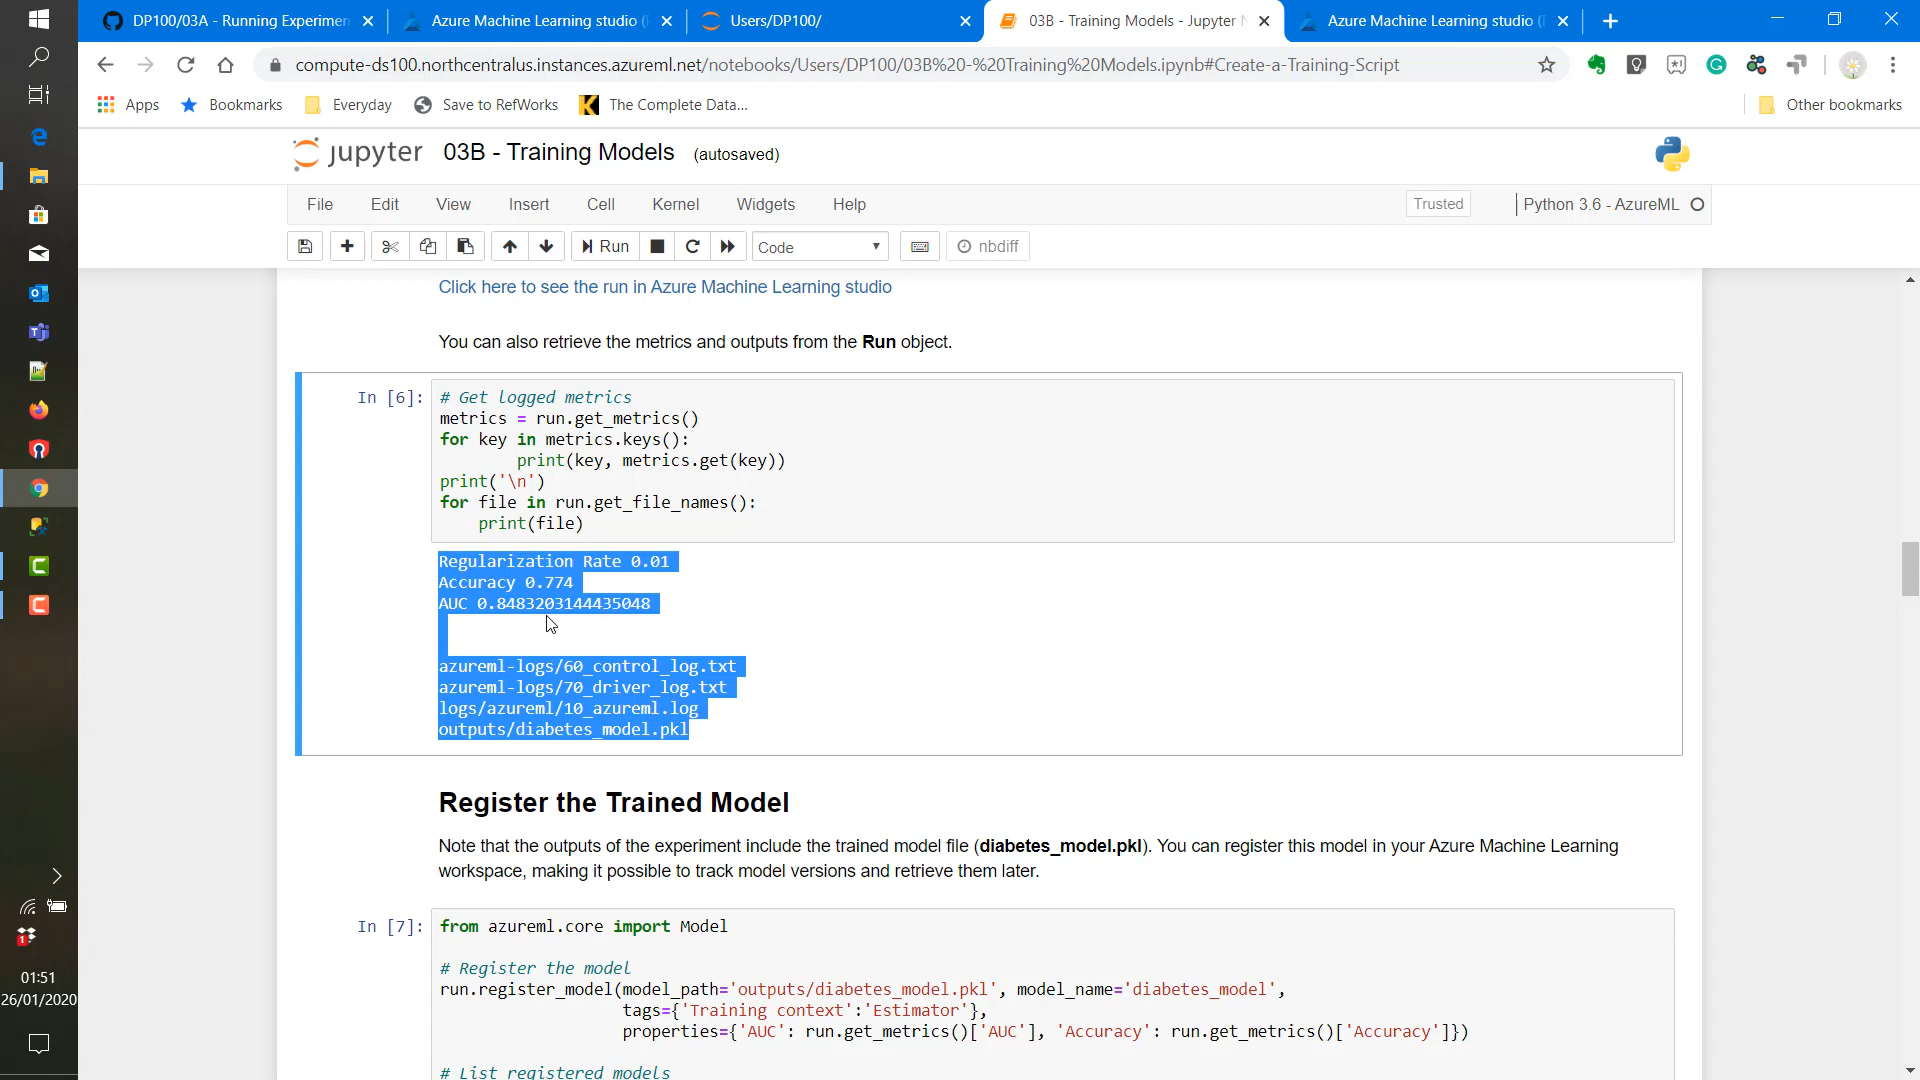 DP100/03A - Running Experimen
Azure Machine Learning studio (
Users/DP100/
03B - Training Models - Jupyter N
Azure Machine Learning studio (
compute-ds100.northcentralus.instances.azureml.net/notebooks/Users/DP100/03B%20-%20Training%20Models.ipynb#Create-a-Training-Script
Apps
Bookmarks
Everyday
Save to RefWorks
The Complete Data...
Other bookmarks
jupyter 03B - Training Models (autosaved)
File Edit View Insert Cell Kernel Widgets Help
Trusted
Python 3.6 - AzureML
Run
Code
nbdiff
Click here to see the run in Azure Machine Learning studio
You can also retrieve the metrics and outputs from the Run object.
In [6]:
# Get logged metrics
metrics = run.get_metrics()
for key in metrics.keys():
print(key, metrics.get(key))
print('\n')
for file in run.get_file_names():
print(file)
Regularization Rate 0.01
Accuracy 0.774
AUC 0.8483203144435048
azureml-logs/60_control_log.txt
azureml-logs/70_driver_log.txt
logs/azureml/10_azureml.log
outputs/diabetes_model.pkl
Register the Trained Model
Note that the outputs of the experiment include the trained model file (diabetes_model.pkl). You can register this model in your Azure Machine Learning
workspace, making it possible to track model versions and retrieve them later.
In [7]:
from azureml.core import Model
# Register the model
run.register_model(model_path='outputs/diabetes_model.pkl', model_name='diabetes_model',
tags={'Training context':'Estimator'},
properties={'AUC': run.get_metrics()['AUC'], 'Accuracy': run.get_metrics()['Accuracy']})
# List registered models
1
01:51
26/01/2020